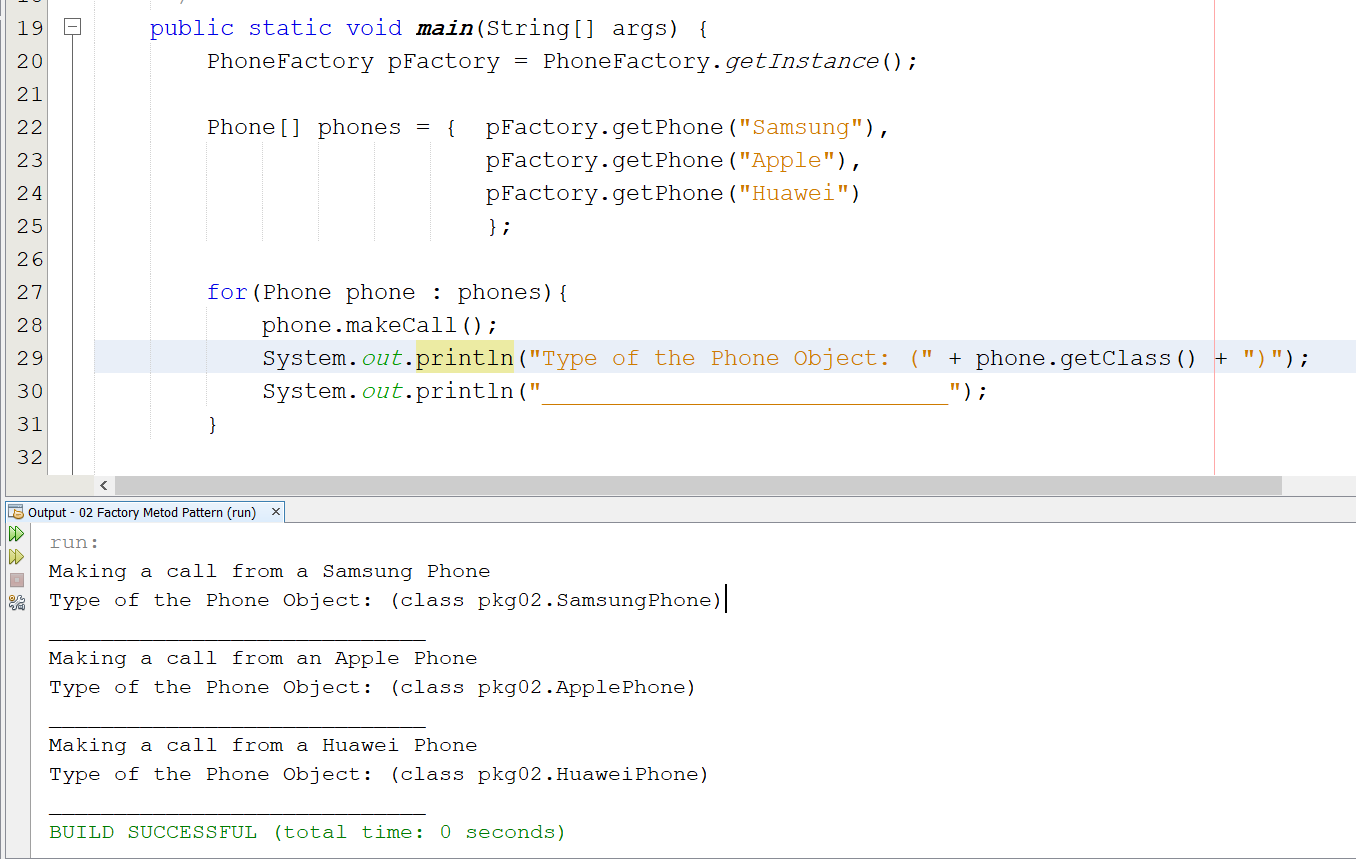 19 public static void main(String[] args) {
20 PhoneFactory pFactory = PhoneFactory.getInstance();
21
22 Phone[] phones = { pFactory.getPhone("Samsung"),
23 pFactory.getPhone("Apple"),
24 pFactory.getPhone("Huawei")
25 };
26
27 for(Phone phone : phones){
28 phone.makeCall();
29 System.out.println("Type of the Phone Object: (" + phone.getClass() + ")");
30 System.out.println("_____________________________");
31 }
32
Output - 02 Factory Metod Pattern (run)
run:
Making a call from a Samsung Phone
Type of the Phone Object: (class pkg02.SamsungPhone)
_____________________________
Making a call from an Apple Phone
Type of the Phone Object: (class pkg02.ApplePhone)
_____________________________
Making a call from a Huawei Phone
Type of the Phone Object: (class pkg02.HuaweiPhone)
_____________________________
BUILD SUCCESSFUL (total time: 0 seconds)